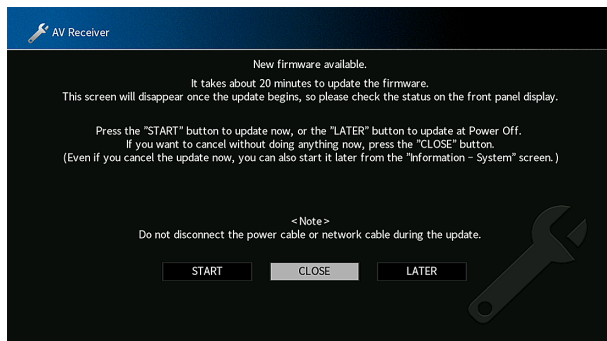 AV Receiver
New firmware available.
It takes about 20 minutes to update the firmware.
This screen will disappear once the update begins, so please check the status on the front panel display.
Press the ”START” button to update now, or the ”LATER” button to update at Power Off.
If you want to cancel without doing anything now, press the ”CLOSE” button.
(Even if you cancel the update now, you can also start it later from the ”Information – System” screen.)
<Note>
Do not disconnect the power cable or network cable during the update.
START
CLOSE
LATER